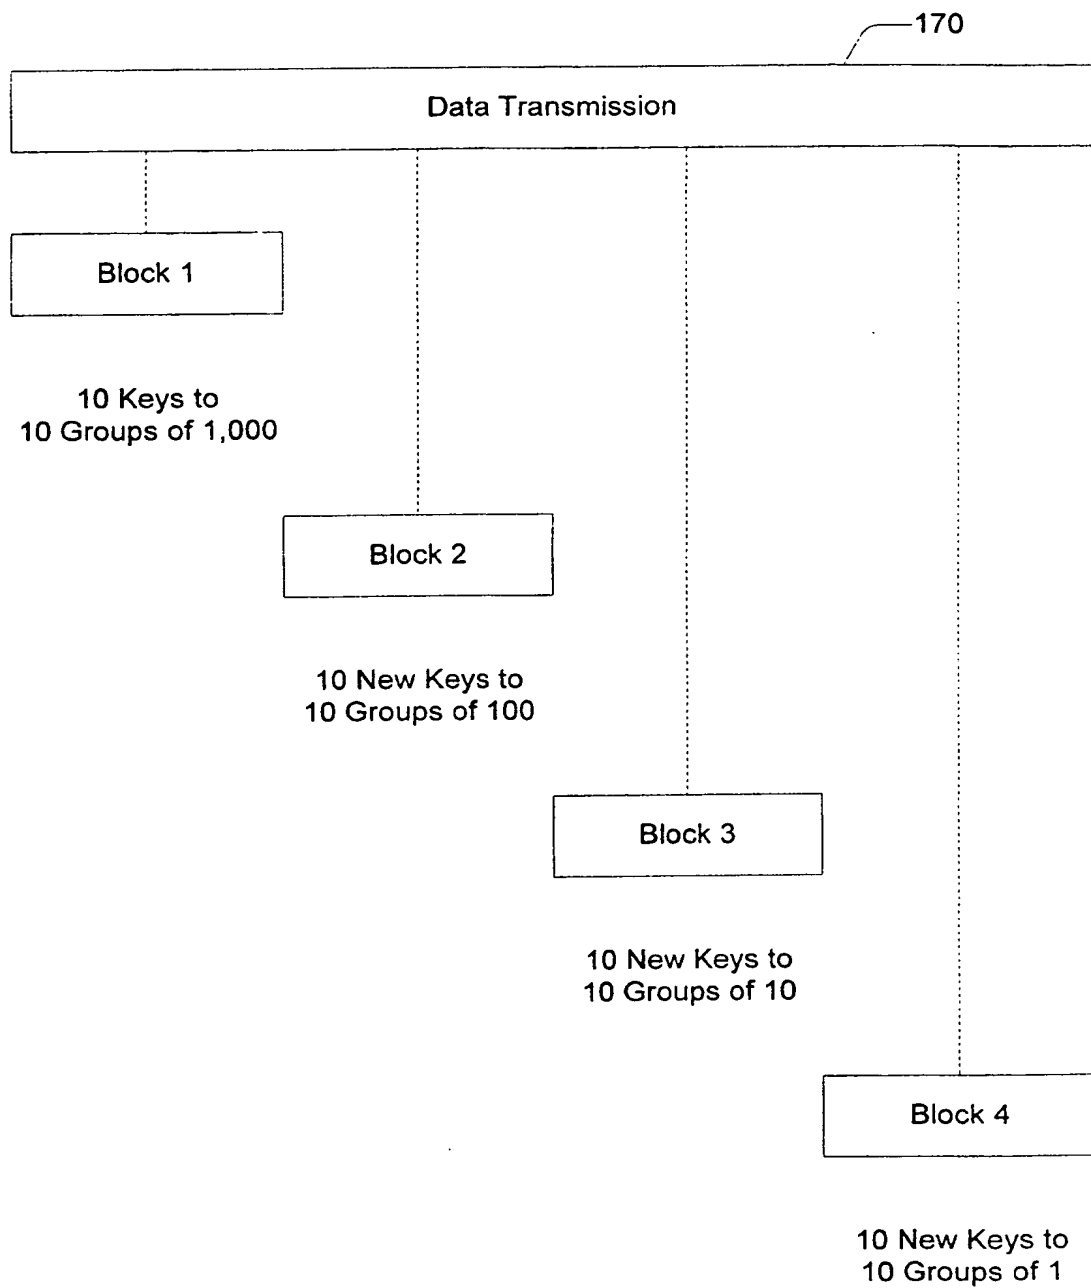 170
Data Transmission
Block 1
10 Keys to
10 Groups of 1,000
Block 2
10 New Keys to
10 Groups of 100
Block 3
10 New Keys to
10 Groups of 10
Block 4
10 New Keys to
10 Groups of 1